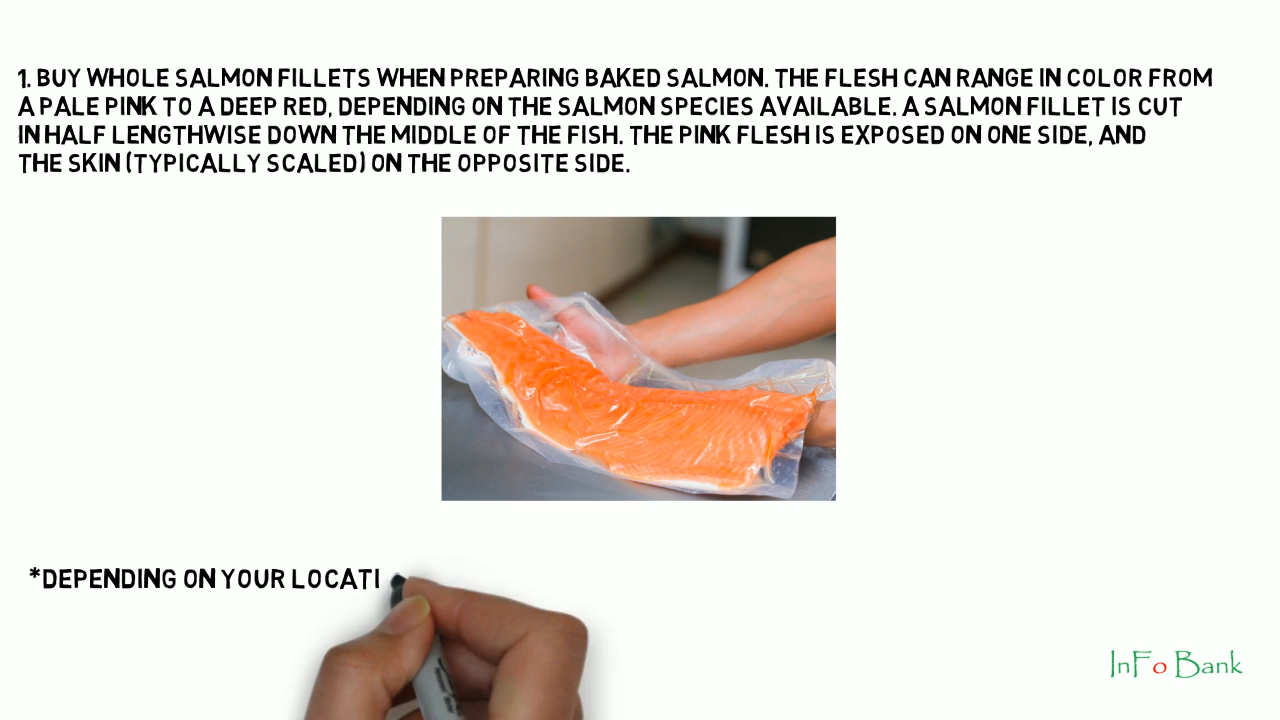 1. BUY WHOLE SALMON FILLETS WHEN PREPARING BAKED SALMON. THE FLESH CAN RANGE IN COLOR FROM
A PALE PINK TO A DEEP RED, DEPENDING ON THE SALMON SPECIES AVAILABLE. A SALMON FILLET IS CUT
IN HALF LENGTHWISE DOWN THE MIDDLE OF THE FISH. THE PINK FLESH IS EXPOSED ON ONE SIDE, AND
THE SKIN (TYPICALLY SCALED) ON THE OPPOSITE SIDE.
*DEPENDING ON YOUR LOCATI
InFo Bank